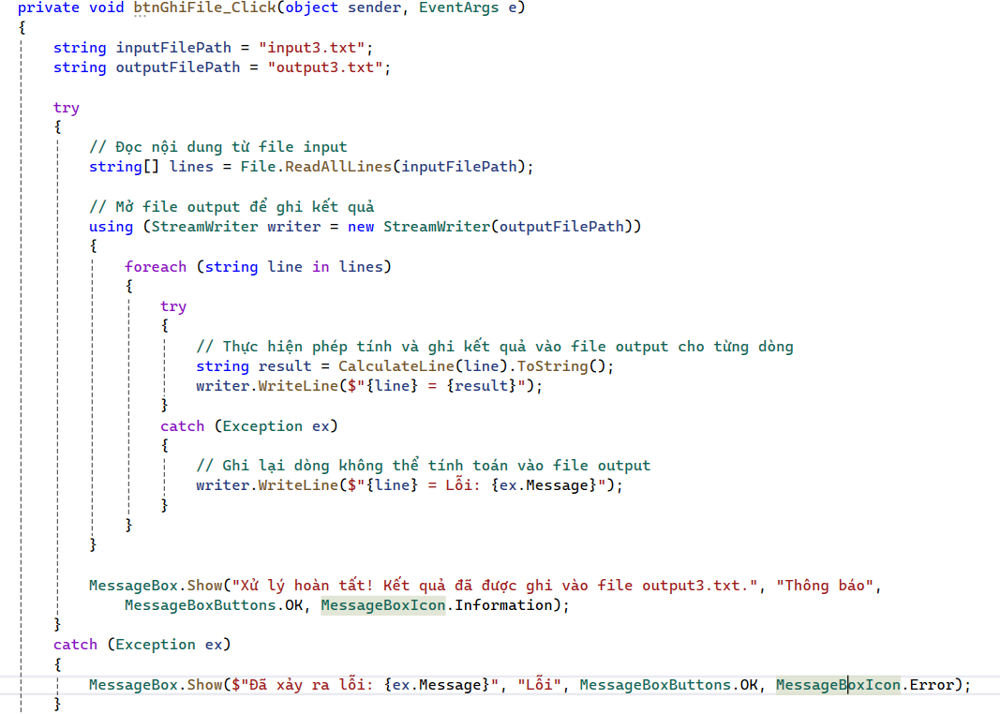 private void btnGhiFile_Click(object sender, EventArgs e)
{
string inputFilePath = "input3.txt";
string outputFilePath = "output3.txt";
try
{
// Đọc nội dung từ file input
string[] lines = File.ReadAllLines(inputFilePath);
// Mở file output để ghi kết quả
using (StreamWriter writer = new StreamWriter(outputFilePath))
{
foreach (string line in lines)
{
try
{
// Thực hiện phép tính và ghi kết quả vào file output cho từng dòng
string result = CalculateLine(line).ToString();
writer.WriteLine($"{line} = {result}");
}
catch (Exception ex)
{
// Ghi lại dòng không thể tính toán vào file output
writer.WriteLine($"{line} = Lỗi: {ex.Message}");
}
}
}
MessageBox.Show("Xử lý hoàn tất! Kết quả đã được ghi vào file output3.txt.", "Thông báo",
MessageBoxButtons.OK, MessageBoxIcon.Information);
}
catch (Exception ex)
{
MessageBox.Show($"Đã xảy ra lỗi: {ex.Message}", "Lỗi", MessageBoxButtons.OK, MessageBoxIcon.Error);
}